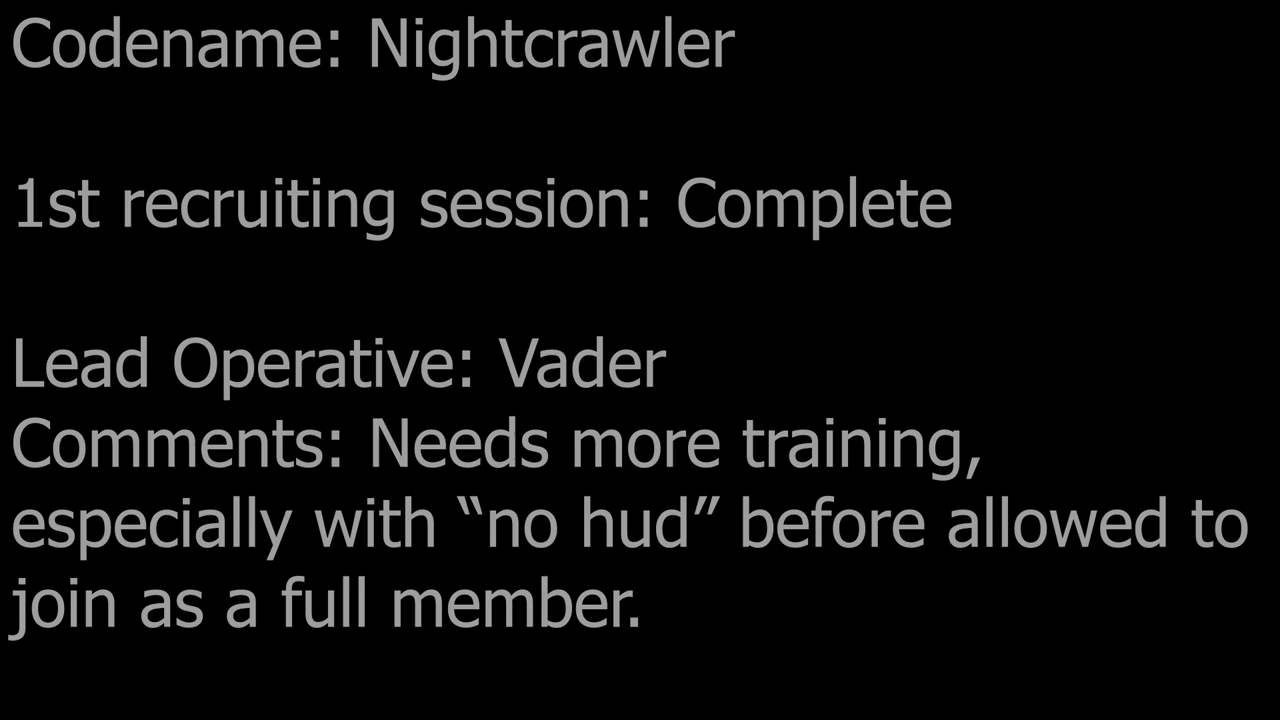 Codename: Nightcrawler
1st recruiting session: Complete
Lead Operative: Vader
Comments: Needs more training,
especially with “no hud” before allowed to
join as a full member.